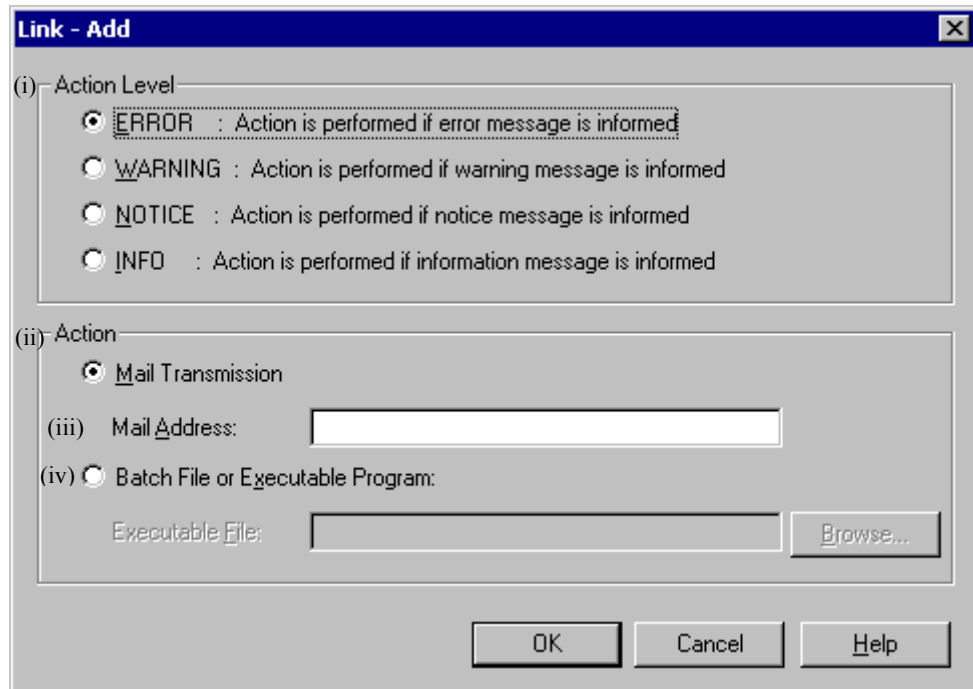 Link - Add
(i) Action Level
ERROR : Action is performed if error message is informed
WARNING : Action is performed if warning message is informed
NOTICE : Action is performed if notice message is informed
INFO : Action is performed if information message is informed
(ii) Action
Mail Transmission
(iii) Mail Address:
(iv) Batch File or Executable Program:
Executable File: Browse...
OK Cancel Help